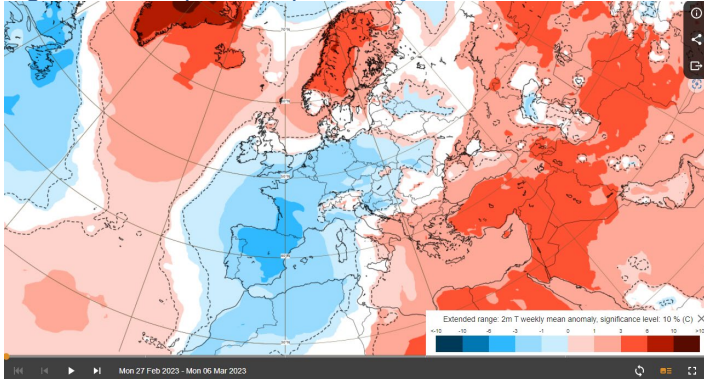 Extended range: 2m T weekly mean anomaly, significance level: 10 % (C)
<-10 -10 -6 -3 -1 0 1 3 6 10 >10
Mon 27 Feb 2023 - Mon 06 Mar 2023